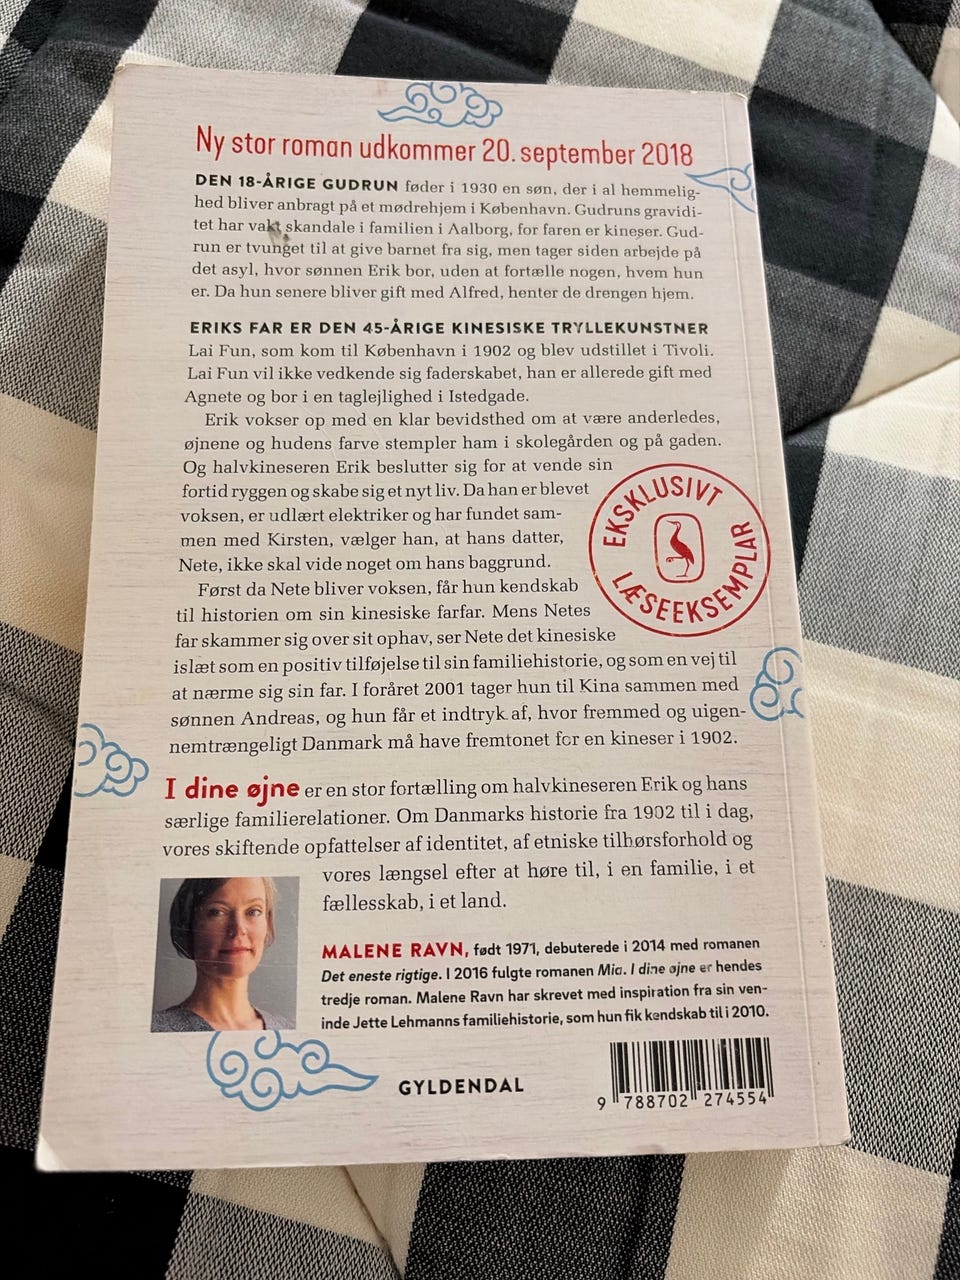 Ny stor roman udkommer 20. september 2018
DEN 18-ÅRIGE GUDRUN føder i 1930 en søn, der i al hemmelig-
hed bliver anbragt på et mødrehjem i København. Gudruns gravidi-
tet har vakt skandale i familien i Aalborg, for faren er kineser. Gud-
run er tvunget til at give barnet fra sig, men tager siden arbejde på
det asyl, hvor sønnen Erik bor, uden at fortælle nogen, hvem hun
er. Da hun senere bliver gift med Alfred, henter de drengen hjem.
ERIKS FAR ER DEN 45-ÅRIGE KINESISKE TRYLLEKUNSTNER
Lai Fun, som kom til København i 1902 og blev udstillet i Tivoli.
Lai Fun vil ikke vedkende sig faderskabet, han er allerede gift med
Agnete og bor i en taglejlighed i Istedgade.
Erik vokser op med en klar bevidsthed om at være anderledes,
øjnene og hudens farve stempler ham i skolegården og på gaden.
Og halvkineseren Erik beslutter sig for at vende sin
fortid ryggen og skabe sig et nyt liv. Da han er blevet
voksen, er udlært elektriker og har fundet sam-
men med Kirsten, vælger han, at hans datter,
Nete, ikke skal vide noget om hans baggrund.
Først da Nete bliver voksen, får hun kendskab
til historien om sin kinesiske farfar. Mens Netes
far skammer sig over sit ophav, ser Nete det kinesiske
islæt som en positiv tilføjelse til sin familiehistorie, og som en vej til
at nærme sig sin far. I foråret 2001 tager hun til Kina sammen med
sønnen Andreas, og hun får et indtryk af, hvor fremmed og uigen-
nemtrængeligt Danmark må have fremtonet for en kineser i 1902.
EKSKLUSIVT
LÆSEEKSEMPLAR
I dine øjne er en stor fortælling om halvkineseren Erik og hans
særlige familierelationer. Om Danmarks historie fra 1902 til i dag,
vores skiftende opfattelser af identitet, af etniske tilhørsforhold og
vores længsel efter at høre til, i en familie, i et
fællesskab, i et land.
MALENE RAVN, født 1971, debuterede i 2014 med romanen
Det eneste rigtige. I 2016 fulgte romanen Mia. I dine øjne er hendes
tredje roman. Malene Ravn har skrevet med inspiration fra sin ven-
inde Jette Lehmanns familiehistorie, som hun fik kendskab til i 2010.
GYLDENDAL
9 788702 274554